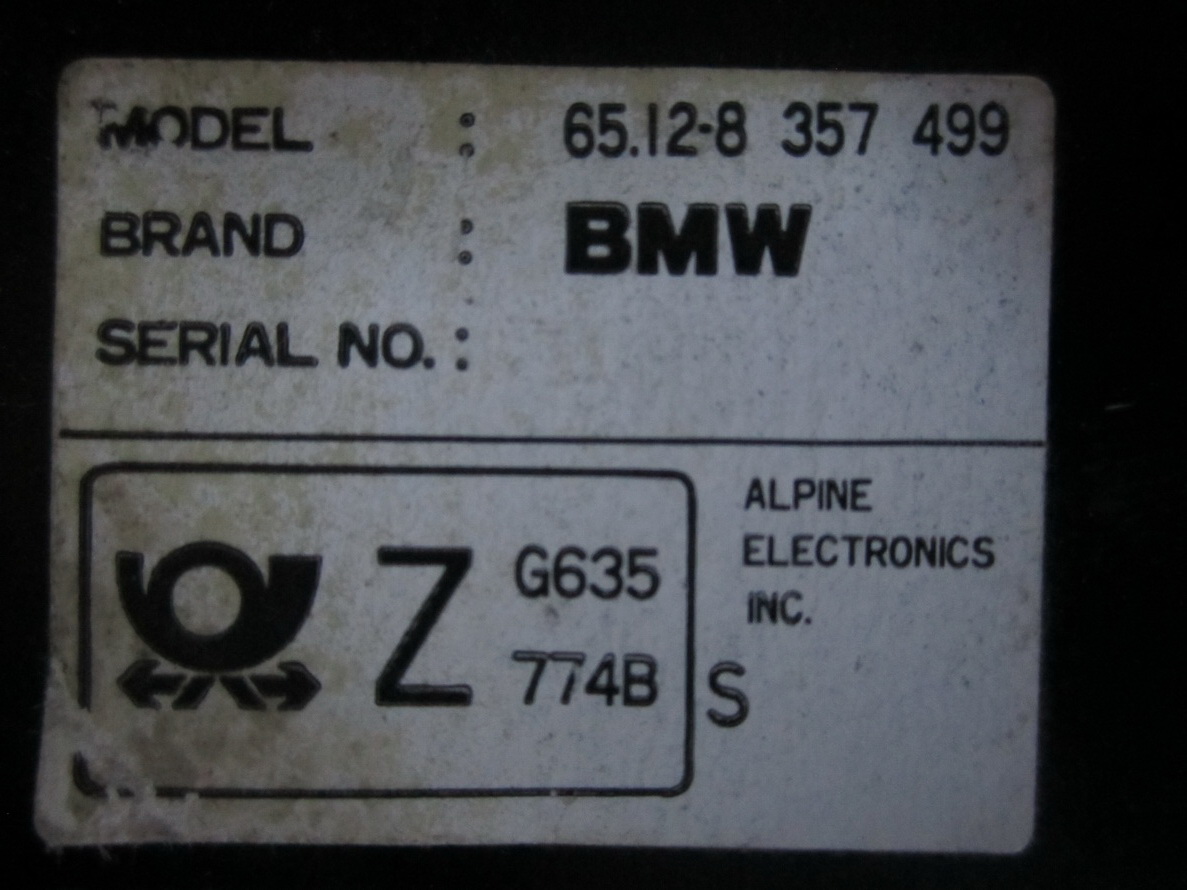 MODEL : 65.12-8 357 499
BRAND : BMW
SERIAL NO. :
Z G635
774B S
ALPINE
ELECTRONICS
INC.